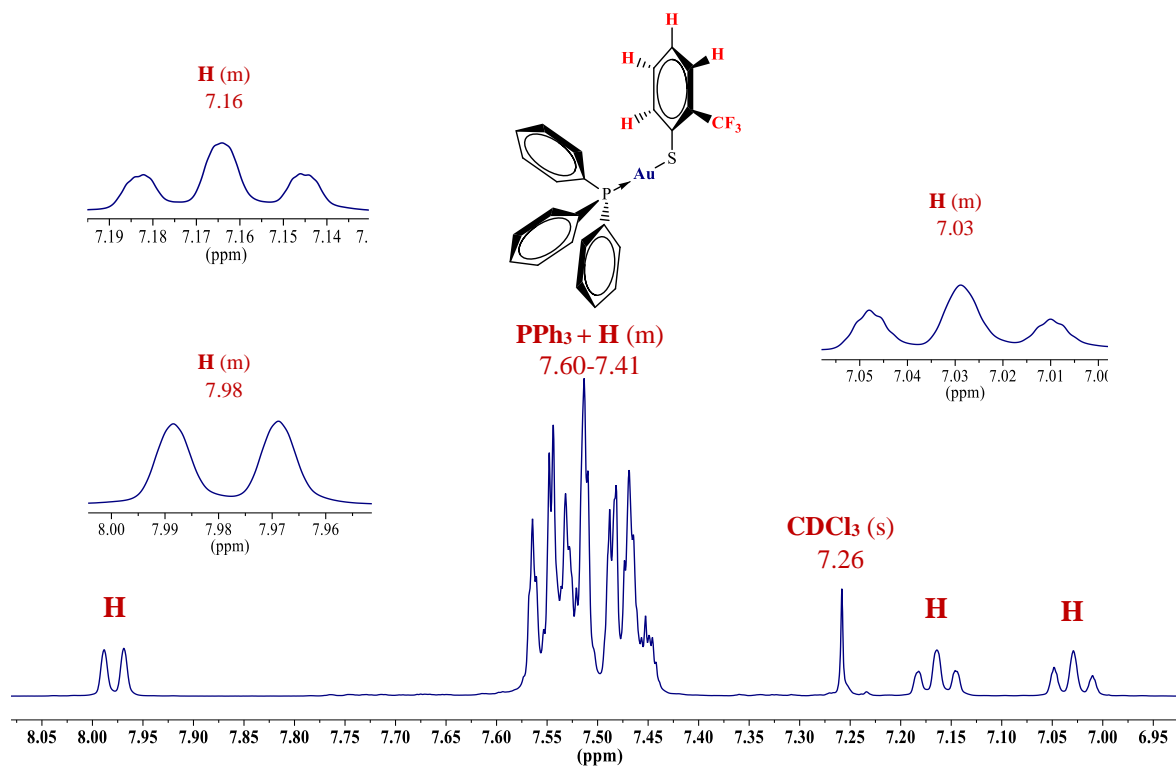 H (m)
7.16
7.19 7.18 7.17 7.16 7.15 7.14 7.
(ppm)
H
H
H
H
CF3
S
Au
P
H (m)
7.03
7.05 7.04 7.03 7.02 7.01 7.00
(ppm)
H (m)
7.98
8.00 7.99 7.98 7.97 7.96
(ppm)
PPh3 + H (m)
7.60-7.41
CDCl3 (s)
7.26
H
H
H
8.05 8.00 7.95 7.90 7.85 7.80 7.75 7.70 7.65 7.60 7.55 7.50 7.45 7.40 7.35 7.30 7.25 7.20 7.15 7.10 7.05 7.00 6.95
(ppm)